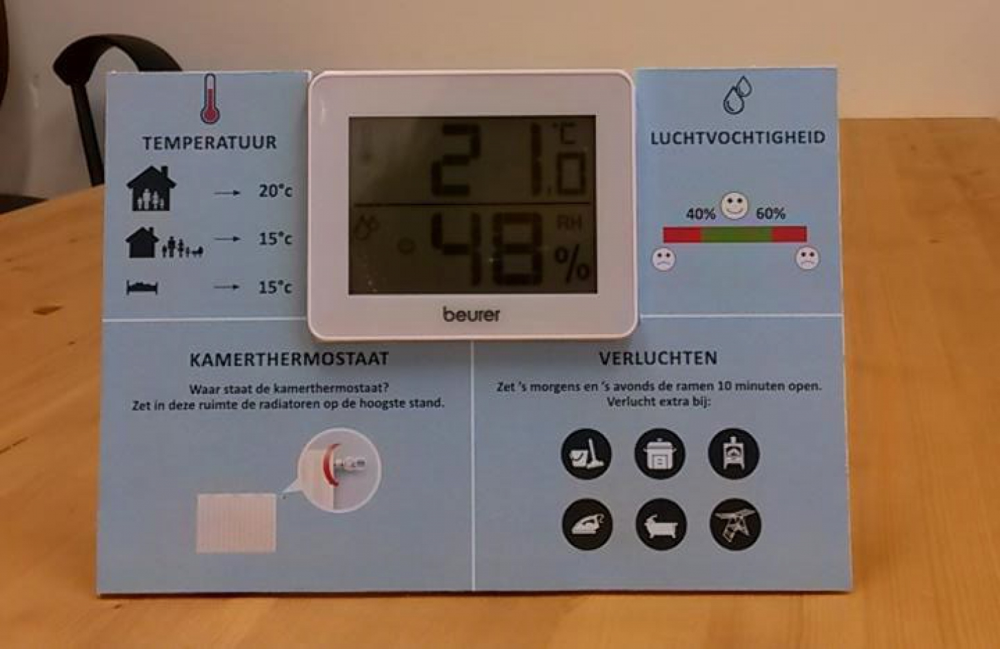 TEMPERATUUR
20°c
15°c
15°c
21.0 °C
48 RH %
beurer
LUCHTVOCHTIGHEID
40% 60%
KAMERTHERMOSTAAT
Waar staat de kamerthermostaat?
Zet in deze ruimte de radiatoren op de hoogste stand.
VERLUCHTEN
Zet 's morgens en 's avonds de ramen 10 minuten open.
Verlucht extra bij: